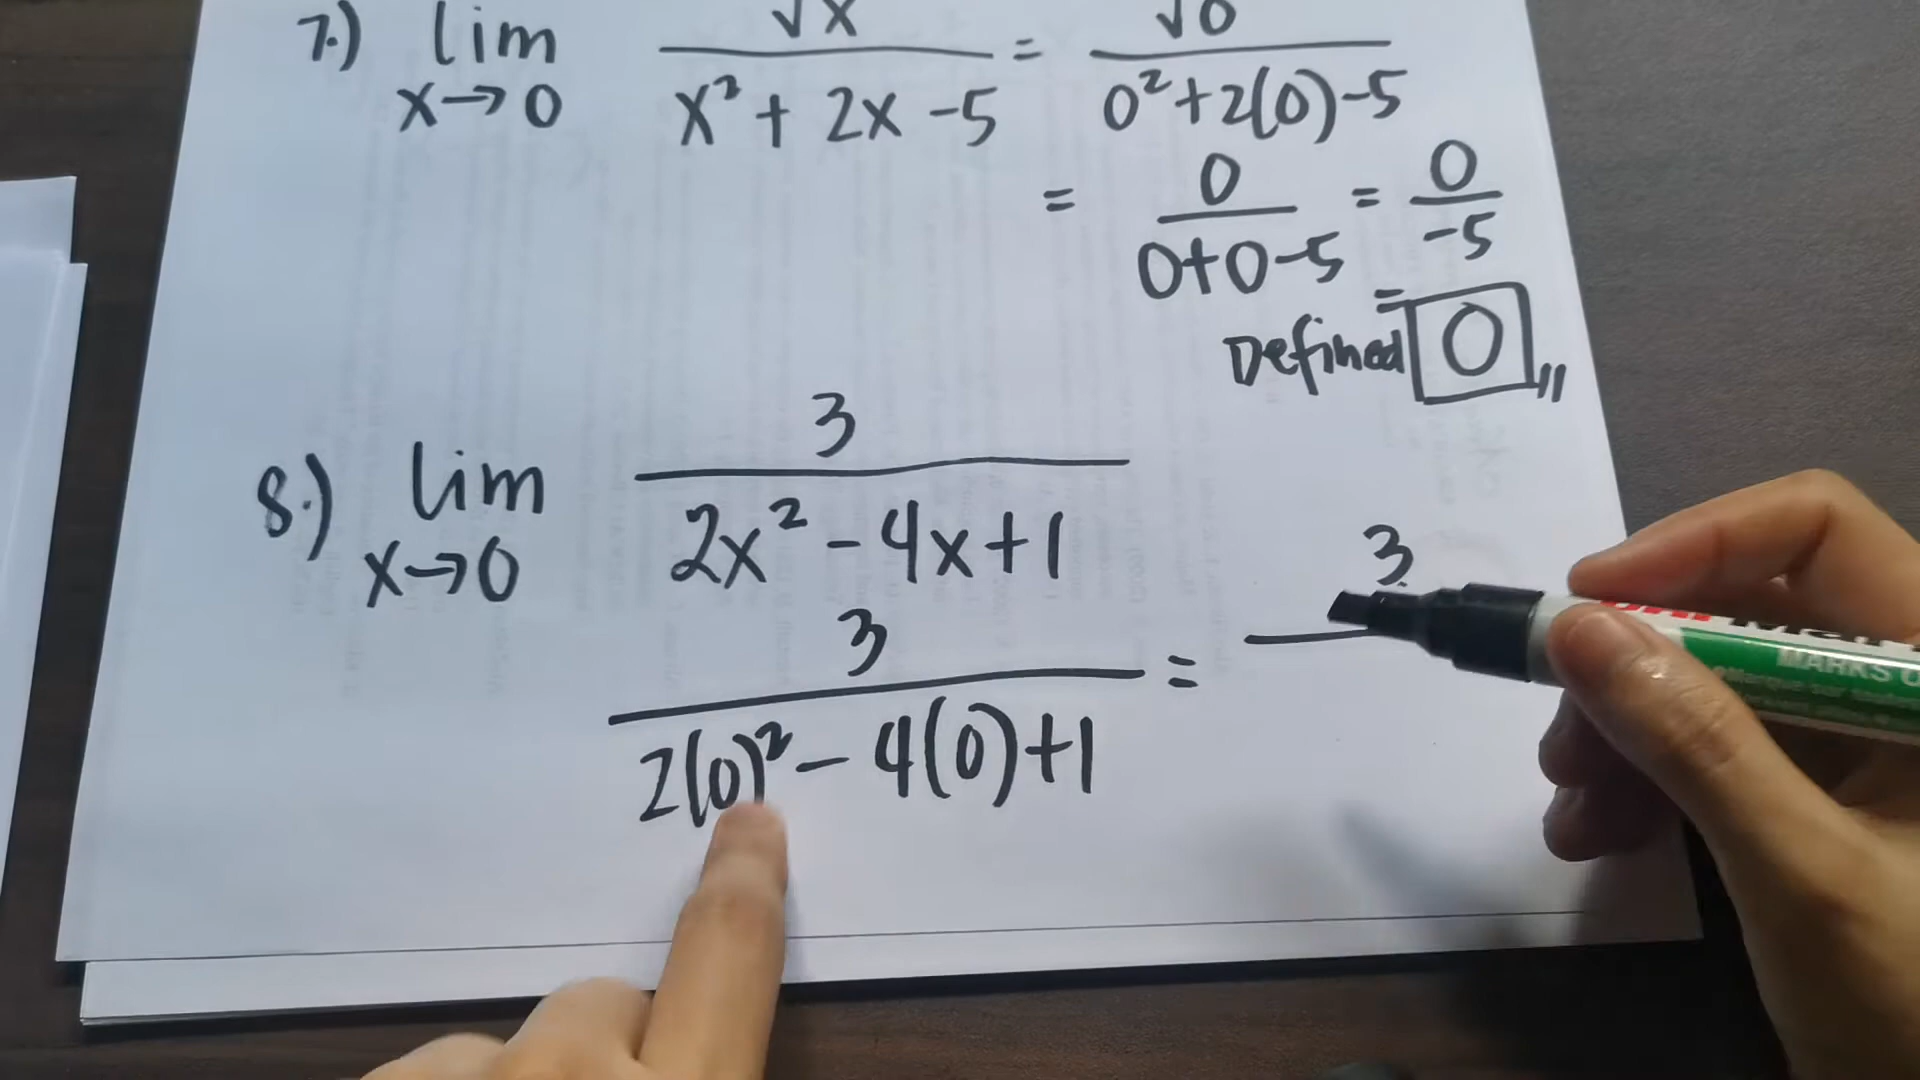 7.) lim x→0 √x / x² + 2x - 5 = √0 / 0² + 2(0) - 5
= 0 / 0+0-5 = 0 / -5
= 0
Defined
8.) lim x→0 3 / 2x² - 4x + 1
3 / 2(0)² - 4(0) + 1 = 3
MARKS O